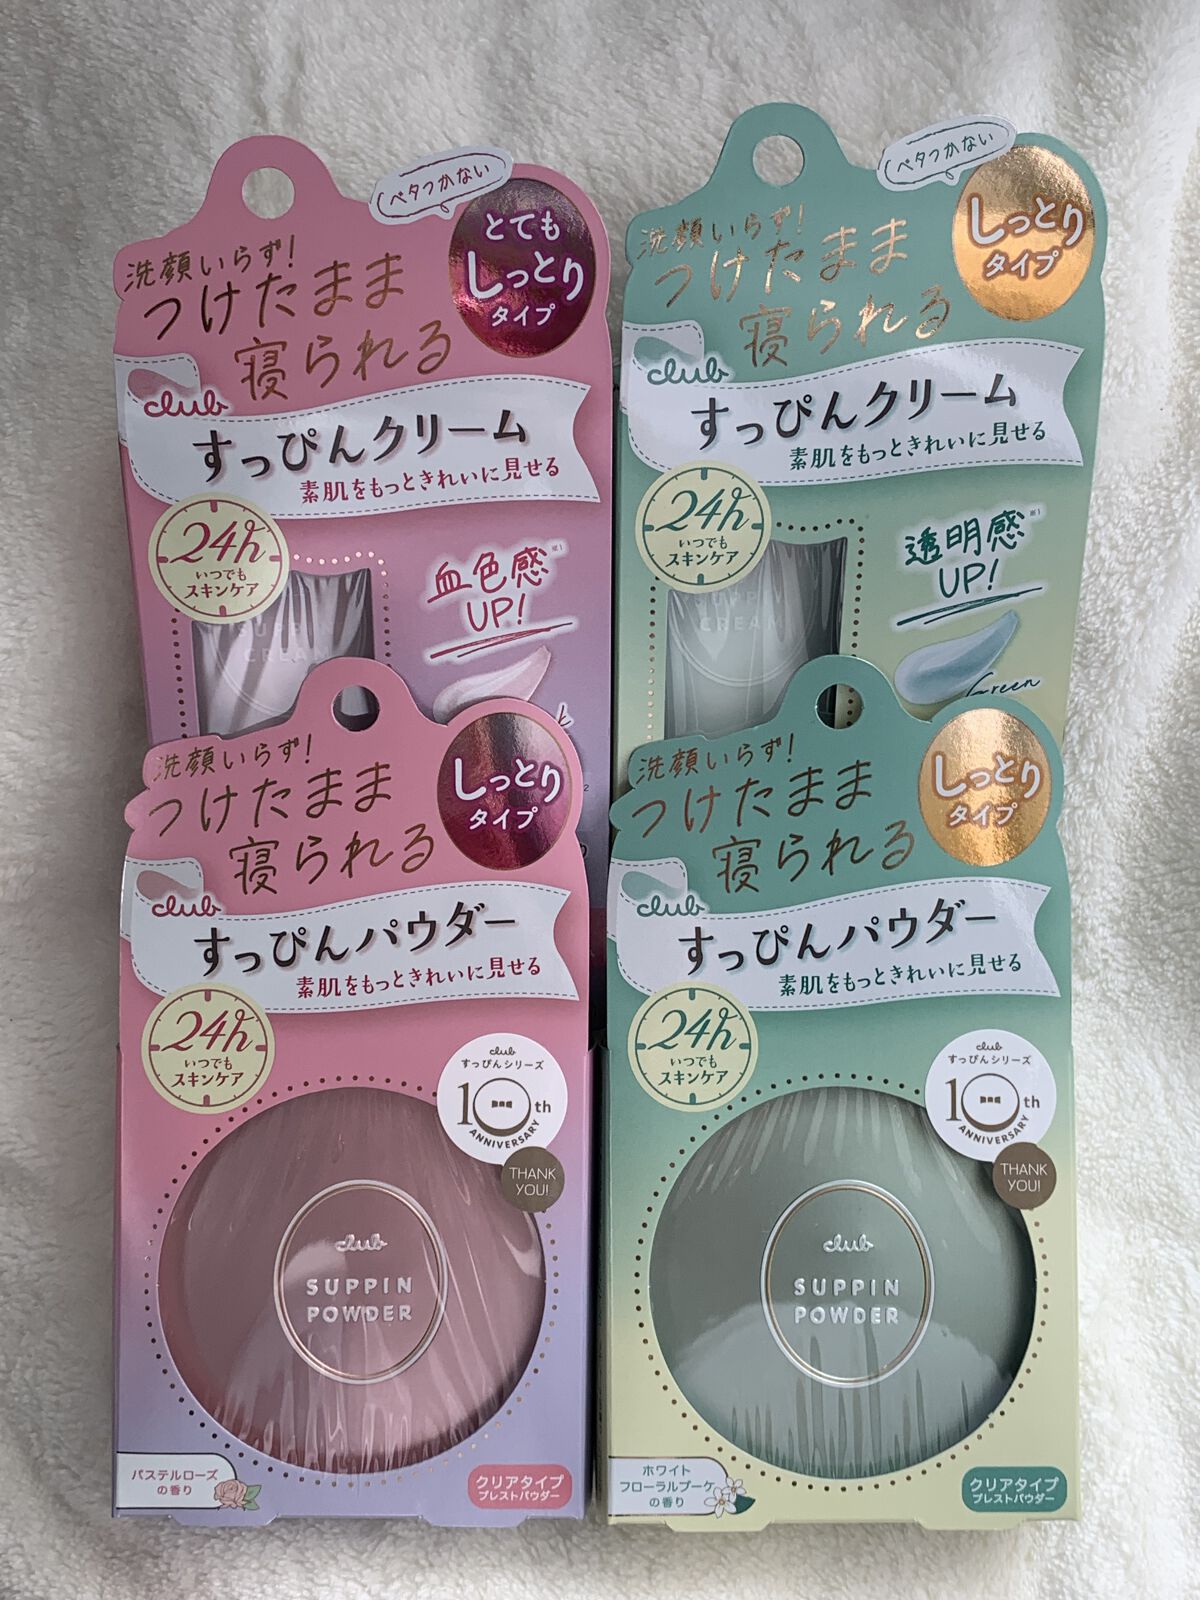 ベタつかない
とても
しっとり
タイプ
洗顔いらず!
つけたまま
寝られる
club
すっぴんクリーム
素肌をもっときれいに見せる
24h
いつでも
スキンケア
血色感※1
UP!
SUPPIN
CREAM
ベタつかない
しっとり
タイプ
洗顔いらず!
つけたまま
寝られる
club
すっぴんクリーム
素肌をもっときれいに見せる
24h
いつでも
スキンケア
透明感※1
UP!
Green
SUPPIN
CREAM
しっとり
タイプ
洗顔いらず!
つけたまま
寝られる
club
すっぴんパウダー
素肌をもっときれいに見せる
24h
いつでも
スキンケア
club
すっぴんシリーズ
10th
ANNIVERSARY
THANK
YOU!
club
SUPPIN
POWDER
パステルローズ
の香り
クリアタイプ
プレストパウダー
しっとり
タイプ
洗顔いらず!
つけたまま
寝られる
club
すっぴんパウダー
素肌をもっときれいに見せる
24h
いつでも
スキンケア
club
すっぴんシリーズ
10th
ANNIVERSARY
THANK
YOU!
club
SUPPIN
POWDER
ホワイト
フローラルブーケ
の香り
クリアタイプ
プレストパウダー